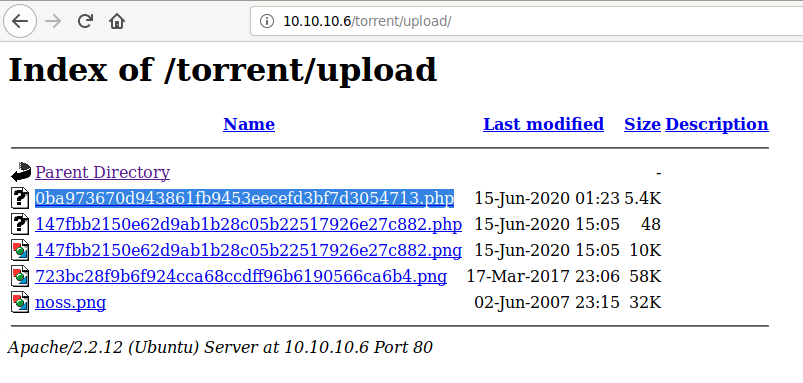 10.10.10.6/torrent/upload/
Index of /torrent/upload
Name Last modified Size Description
Parent Directory -
0ba973670d943861fb9453eecefd3bf7d3054713.php 15-Jun-2020 01:23 5.4K
147fbb2150e62d9ab1b28c05b22517926e27c882.php 15-Jun-2020 15:05 48
147fbb2150e62d9ab1b28c05b22517926e27c882.png 15-Jun-2020 15:05 10K
723bc28f9b6f924cca68ccdff96b6190566ca6b4.png 17-Mar-2017 23:06 58K
noss.png 02-Jun-2007 23:15 32K
Apache/2.2.12 (Ubuntu) Server at 10.10.10.6 Port 80